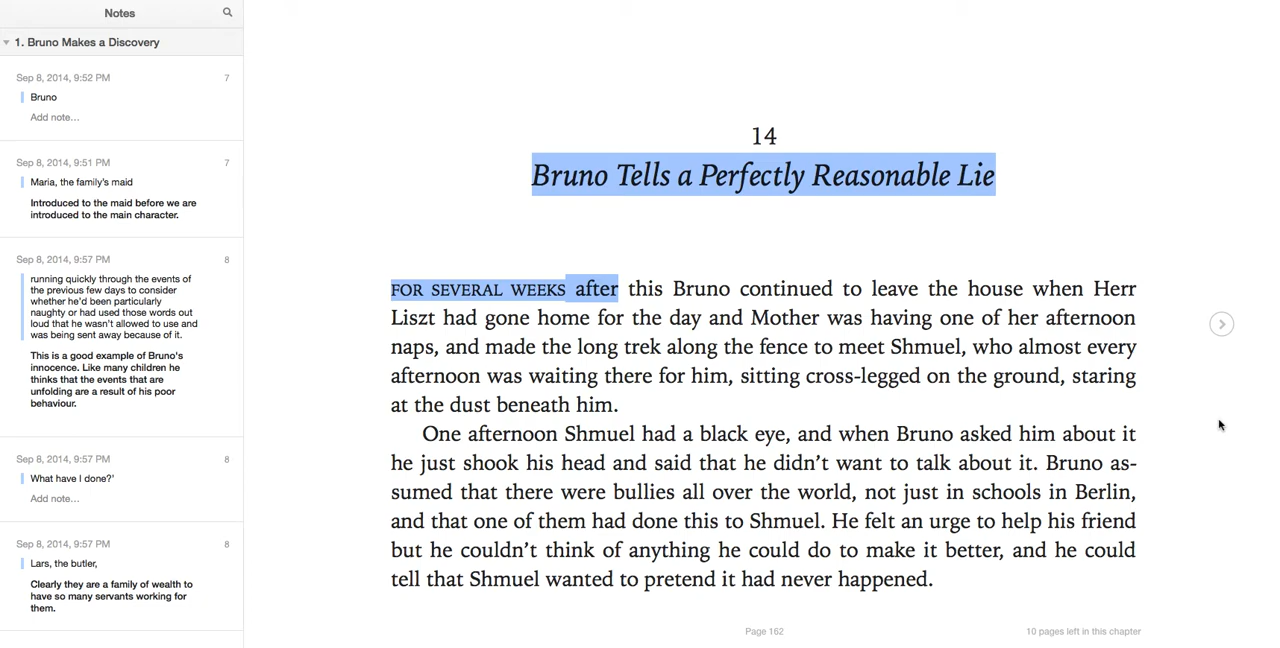 Notes
1. Bruno Makes a Discovery
Sep 8, 2014, 9:52 PM 7
Bruno
Add note...
Sep 8, 2014, 9:51 PM 7
Maria, the family's maid
Introduced to the maid before we are
introduced to the main character.
Sep 8, 2014, 9:57 PM 8
running quickly through the events of
the previous few days to consider
whether he'd been particularly
naughty or had used those words out
loud that he wasn't allowed to use and
was being sent away because of it.
This is a good example of Bruno's
innocence. Like many children he
thinks that the events that are
unfolding are a result of his poor
behaviour.
Sep 8, 2014, 9:57 PM 8
What have I done?'
Add note...
Sep 8, 2014, 9:57 PM 8
Lars, the butler,
Clearly they are a family of wealth to
have so many servants working for
them.
14
Bruno Tells a Perfectly Reasonable Lie
FOR SEVERAL WEEKS after this Bruno continued to leave the house when Herr
Liszt had gone home for the day and Mother was having one of her afternoon
naps, and made the long trek along the fence to meet Shmuel, who almost every
afternoon was waiting there for him, sitting cross-legged on the ground, staring
at the dust beneath him.
One afternoon Shmuel had a black eye, and when Bruno asked him about it
he just shook his head and said that he didn't want to talk about it. Bruno as-
sumed that there were bullies all over the world, not just in schools in Berlin,
and that one of them had done this to Shmuel. He felt an urge to help his friend
but he couldn't think of anything he could do to make it better, and he could
tell that Shmuel wanted to pretend it had never happened.
Page 162
10 pages left in this chapter